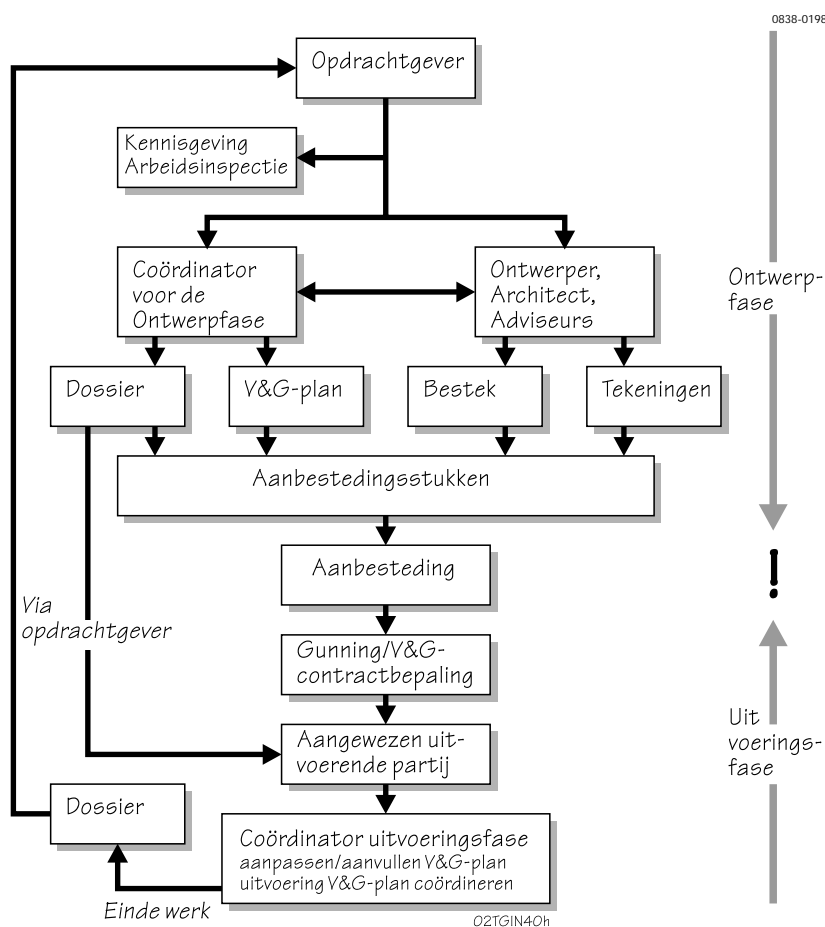 0838-0198
Opdrachtgever
Kennisgeving
Arbeidsinspectie
Coördinator
voor de
Ontwerpfase
Ontwerper,
Architect,
Adviseurs
Ontwerp-
fase
Dossier
V&G-plan
Bestek
Tekeningen
Aanbestedingsstukken
Aanbesteding
!
Via
opdrachtgever
Gunning/V&G-
contractbepaling
Aangewezen uit-
voerende partij
Uit
voerings-
fase
Dossier
Coördinator uitvoeringsfase
aanpassen/aanvullen V&G-plan
uitvoering V&G-plan coördineren
Einde werk
02TGIN40h